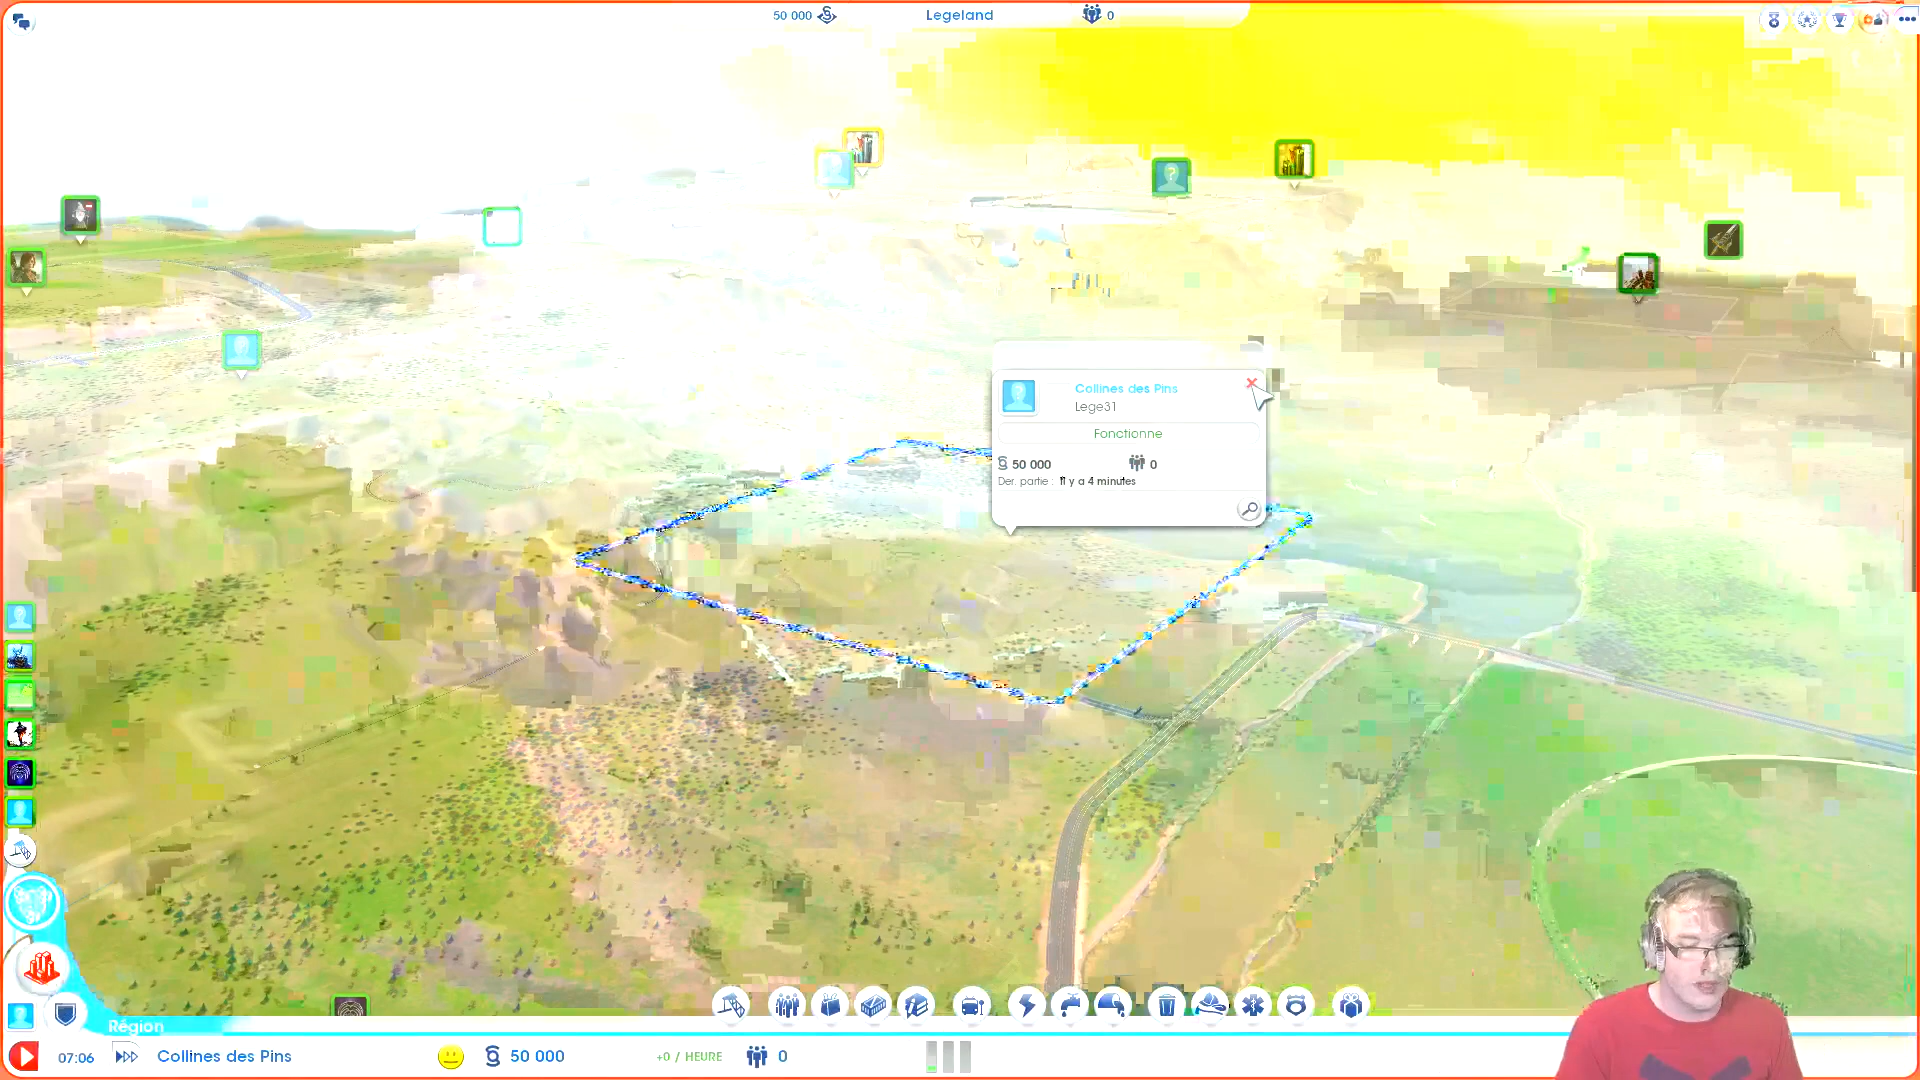 50 000
Legeland
0
Collines des Pins
Lege31
Fonctionne
50 000
0
Der. partie : Il y a 4 minutes
Région
07:06
Collines des Pins
50 000
+0 / HEURE
0